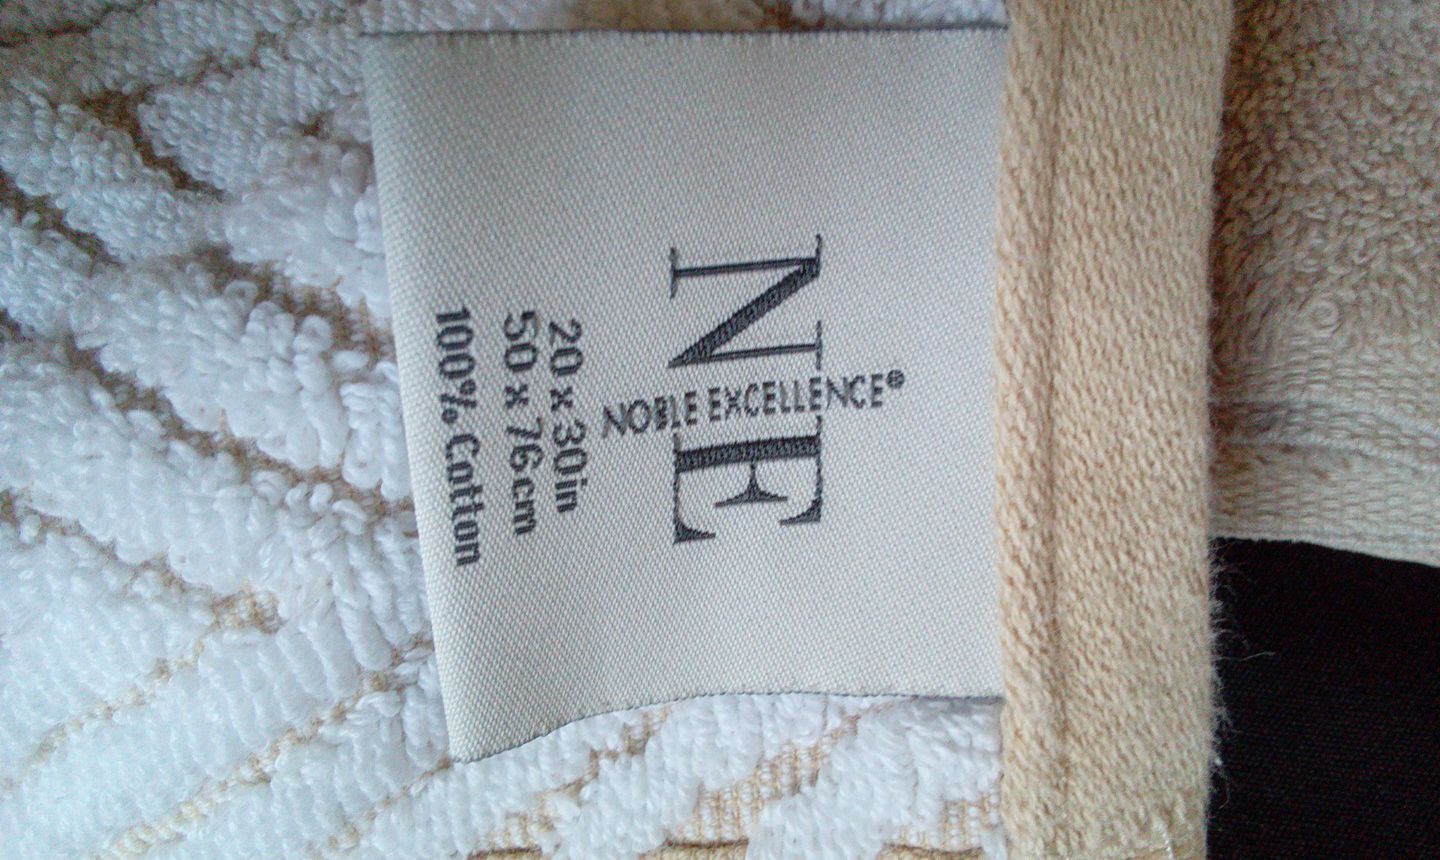 NE
NOBLE EXCELLENCE®
20 x 30in
50 x 76cm
100% Cotton